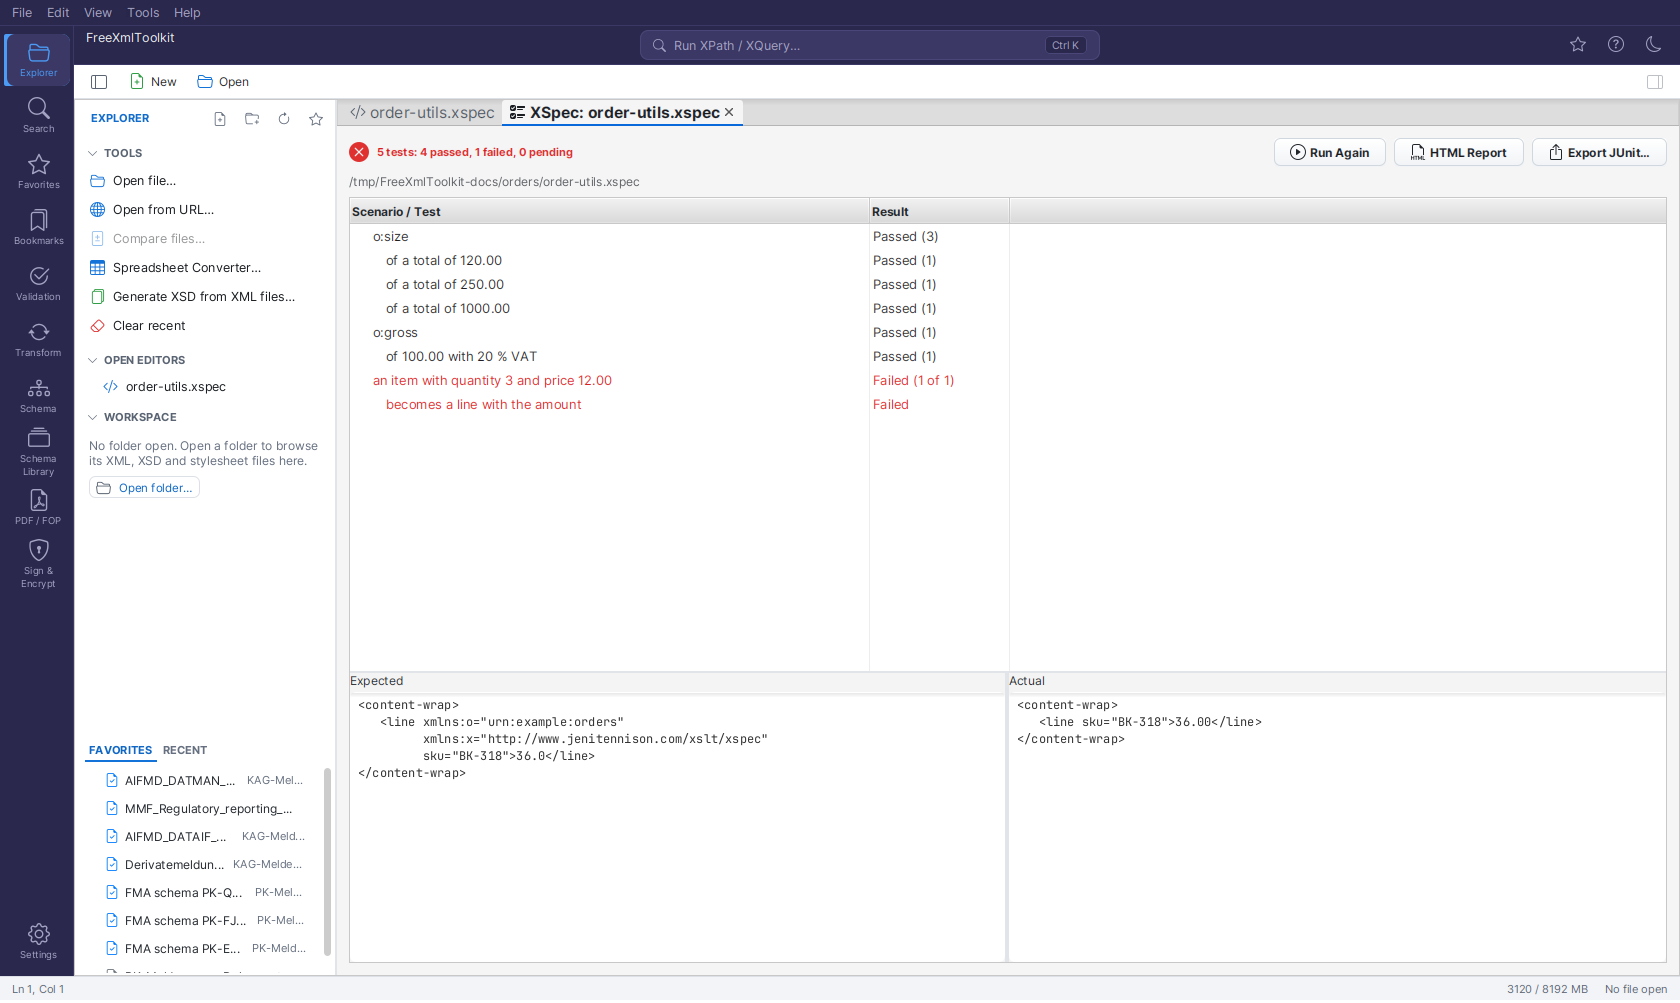 File Edit View Tools Help
FreeXmlToolkit
Run XPath / XQuery... Ctrl K
New Open
Explorer
Search
Favorites
Bookmarks
Validation
Transform
Schema
Schema
Library
PDF / FOP
Sign &
Encrypt
Settings
EXPLORER
TOOLS
Open file...
Open from URL...
Compare files...
Spreadsheet Converter...
Generate XSD from XML files...
Clear recent
OPEN EDITORS
order-utils.xspec
WORKSPACE
No folder open. Open a folder to browse
its XML, XSD and stylesheet files here.
Open folder...
FAVORITES RECENT
AIFMD_DATMAN_... KAG-Mel...
MMF_Regulatory_reporting_...
AIFMD_DATAIF_... KAG-Meld...
Derivatemeldun... KAG-Melde...
FMA schema PK-Q... PK-Mel...
FMA schema PK-FJ... PK-Mel...
FMA schema PK-E... PK-Meld...
order-utils.xspec XSpec: order-utils.xspec
5 tests: 4 passed, 1 failed, 0 pending
Run Again HTML Report Export JUnit...
/tmp/FreeXmlToolkit-docs/orders/order-utils.xspec
Scenario / Test Result
o:size Passed (3)
of a total of 120.00 Passed (1)
of a total of 250.00 Passed (1)
of a total of 1000.00 Passed (1)
o:gross Passed (1)
of 100.00 with 20 % VAT Passed (1)
an item with quantity 3 and price 12.00 Failed (1 of 1)
becomes a line with the amount Failed
Expected
<content-wrap>
<line xmlns:o="urn:example:orders"
xmlns:x="http://www.jenitennison.com/xslt/xspec"
sku="BK-318">36.0</line>
</content-wrap>
Actual
<content-wrap>
<line sku="BK-318">36.00</line>
</content-wrap>
Ln 1, Col 1 3120 / 8192 MB No file open